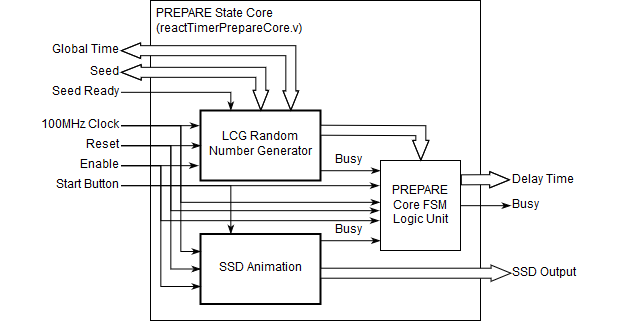 PREPARE State Core
(reactTimerPrepareCore.v)
Global Time
Seed
Seed Ready
100MHz Clock
Reset
Enable
Start Button
LCG Random
Number Generator
Busy
PREPARE
Core FSM
Logic Unit
Delay Time
Busy
Busy
SSD Animation
SSD Output